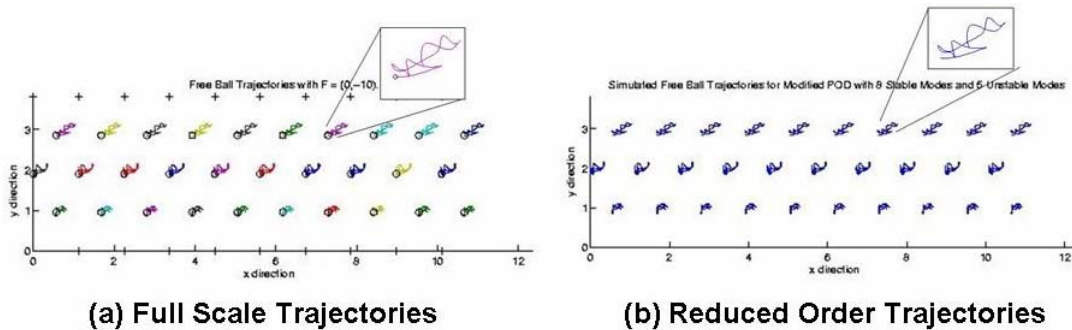 Free Ball Trajectories with F = (0,-10).
3
2
1
0
y direction
0
2
4
6
8
10
12
x direction
(a) Full Scale Trajectories
Simulated Free Ball Trajectories for Modified POD with 8 Stable Modes and 5 Unstable Modes
3
2
1
0
y direction
0
2
4
6
8
10
12
x direction
(b) Reduced Order Trajectories